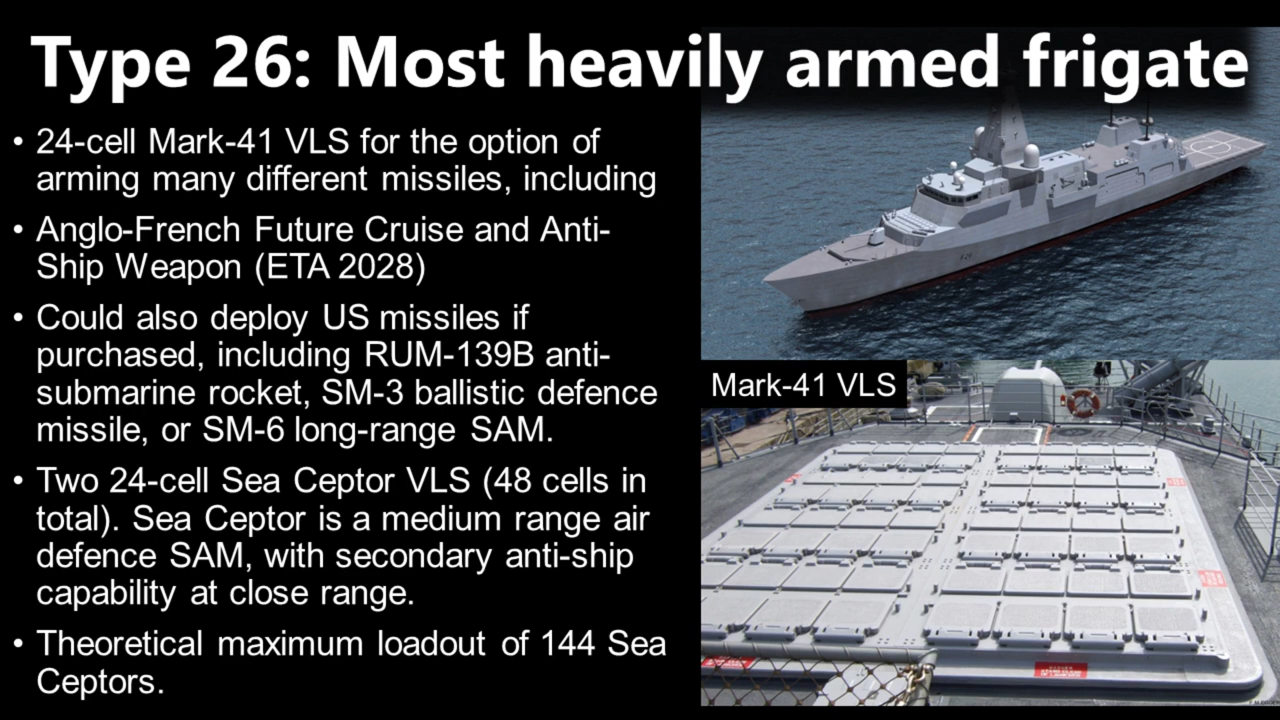 Type 26: Most heavily armed frigate
• 24-cell Mark-41 VLS for the option of
arming many different missiles, including
• Anglo-French Future Cruise and Anti-
Ship Weapon (ETA 2028)
• Could also deploy US missiles if
purchased, including RUM-139B anti-
submarine rocket, SM-3 ballistic defence
missile, or SM-6 long-range SAM.
• Two 24-cell Sea Ceptor VLS (48 cells in
total). Sea Ceptor is a medium range air
defence SAM, with secondary anti-ship
capability at close range.
• Theoretical maximum loadout of 144 Sea
Ceptors.
Mark-41 VLS